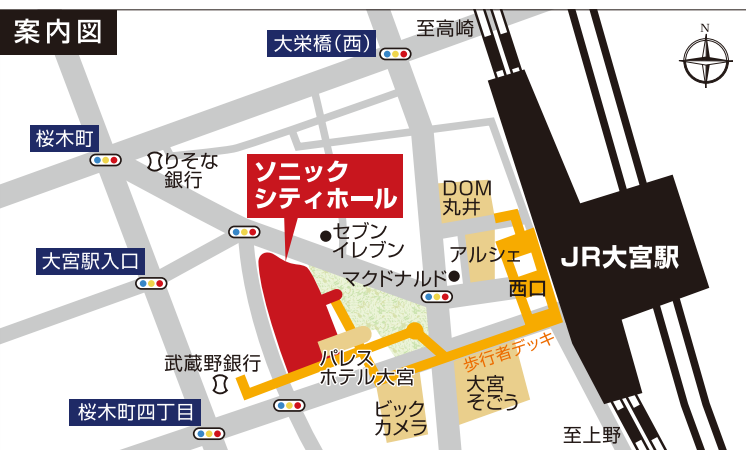 案内図
至高崎
N
大栄橋（西）
桜木町
りそな
銀行
ソニック
シティホール
DOM
丸井
セブン
イレブン
アルシェ
JR大宮駅
大宮駅入口
マクドナルド
西口
歩行者デッキ
武蔵野銀行
パレス
ホテル大宮
大宮
そごう
ビック
カメラ
桜木町四丁目
至上野